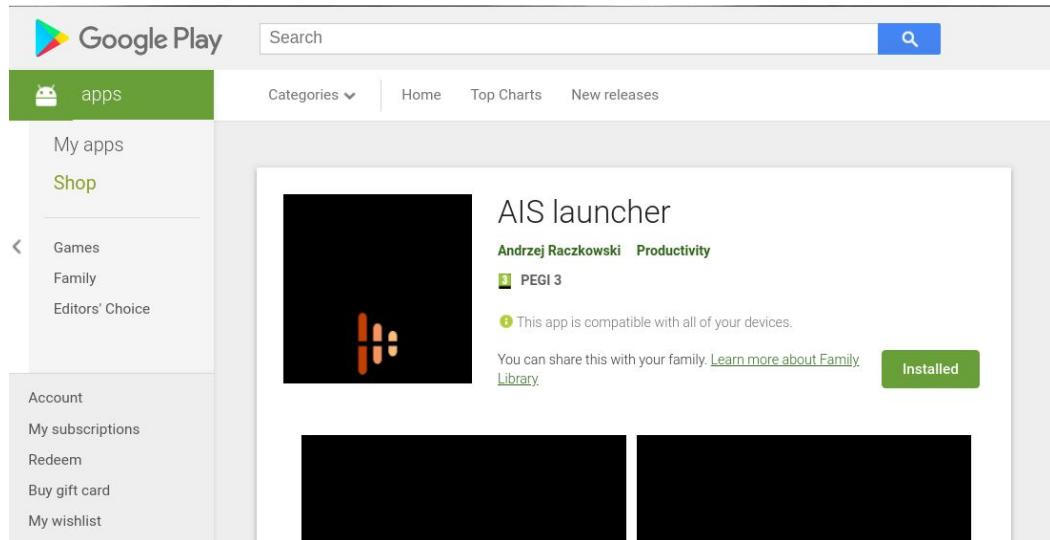 Google Play
Search
apps
Categories
Home
Top Charts
New releases
My apps
Shop
Games
Family
Editors' Choice
Account
My subscriptions
Redeem
Buy gift card
My wishlist
AIS launcher
Andrzej Raczkowski Productivity
3 PEGI 3
This app is compatible with all of your devices.
You can share this with your family. Learn more about Family
Library
Installed